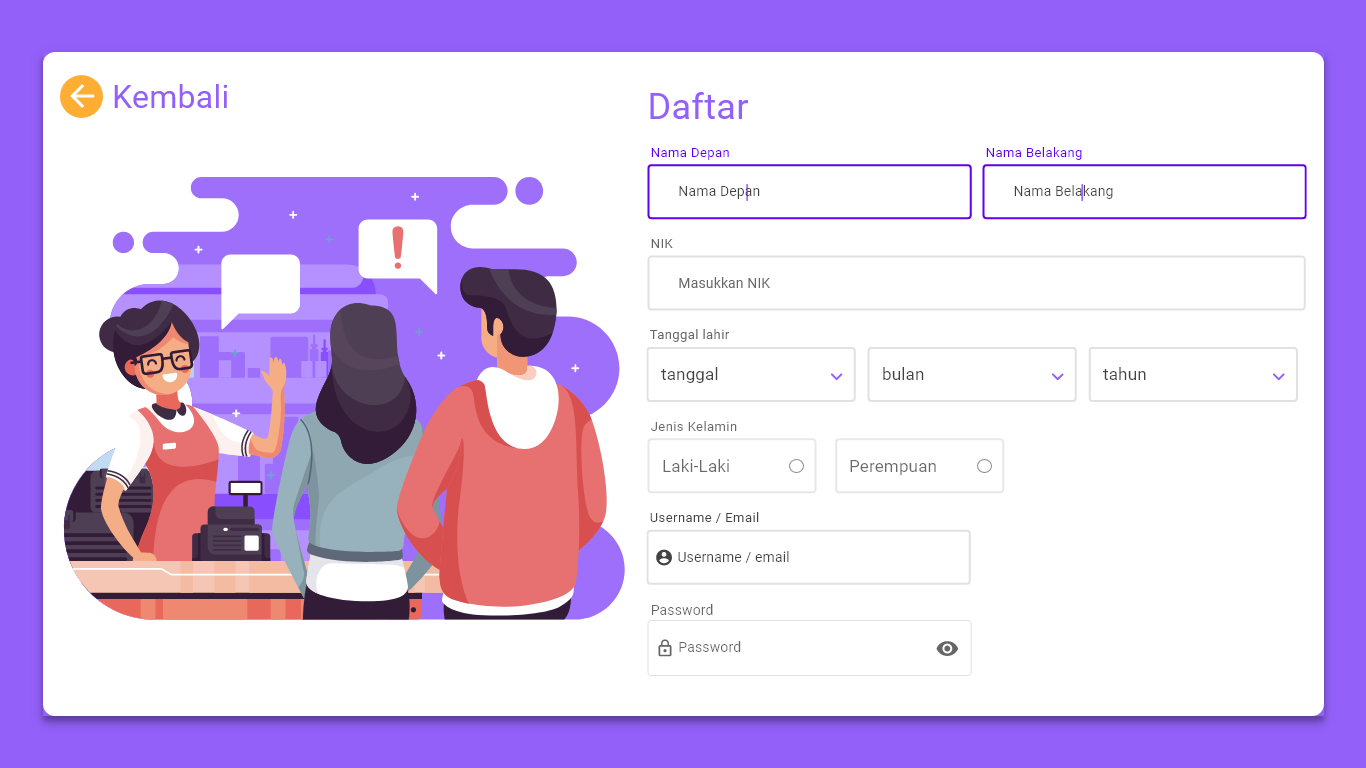 Kembali
Daftar
Nama Depan
Nama Belakang
Nama Depan
Nama Belakang
NIK
Masukkan NIK
Tanggal lahir
tanggal
bulan
tahun
Jenis Kelamin
Laki-Laki
Perempuan
Username / Email
Username / email
Password
Password